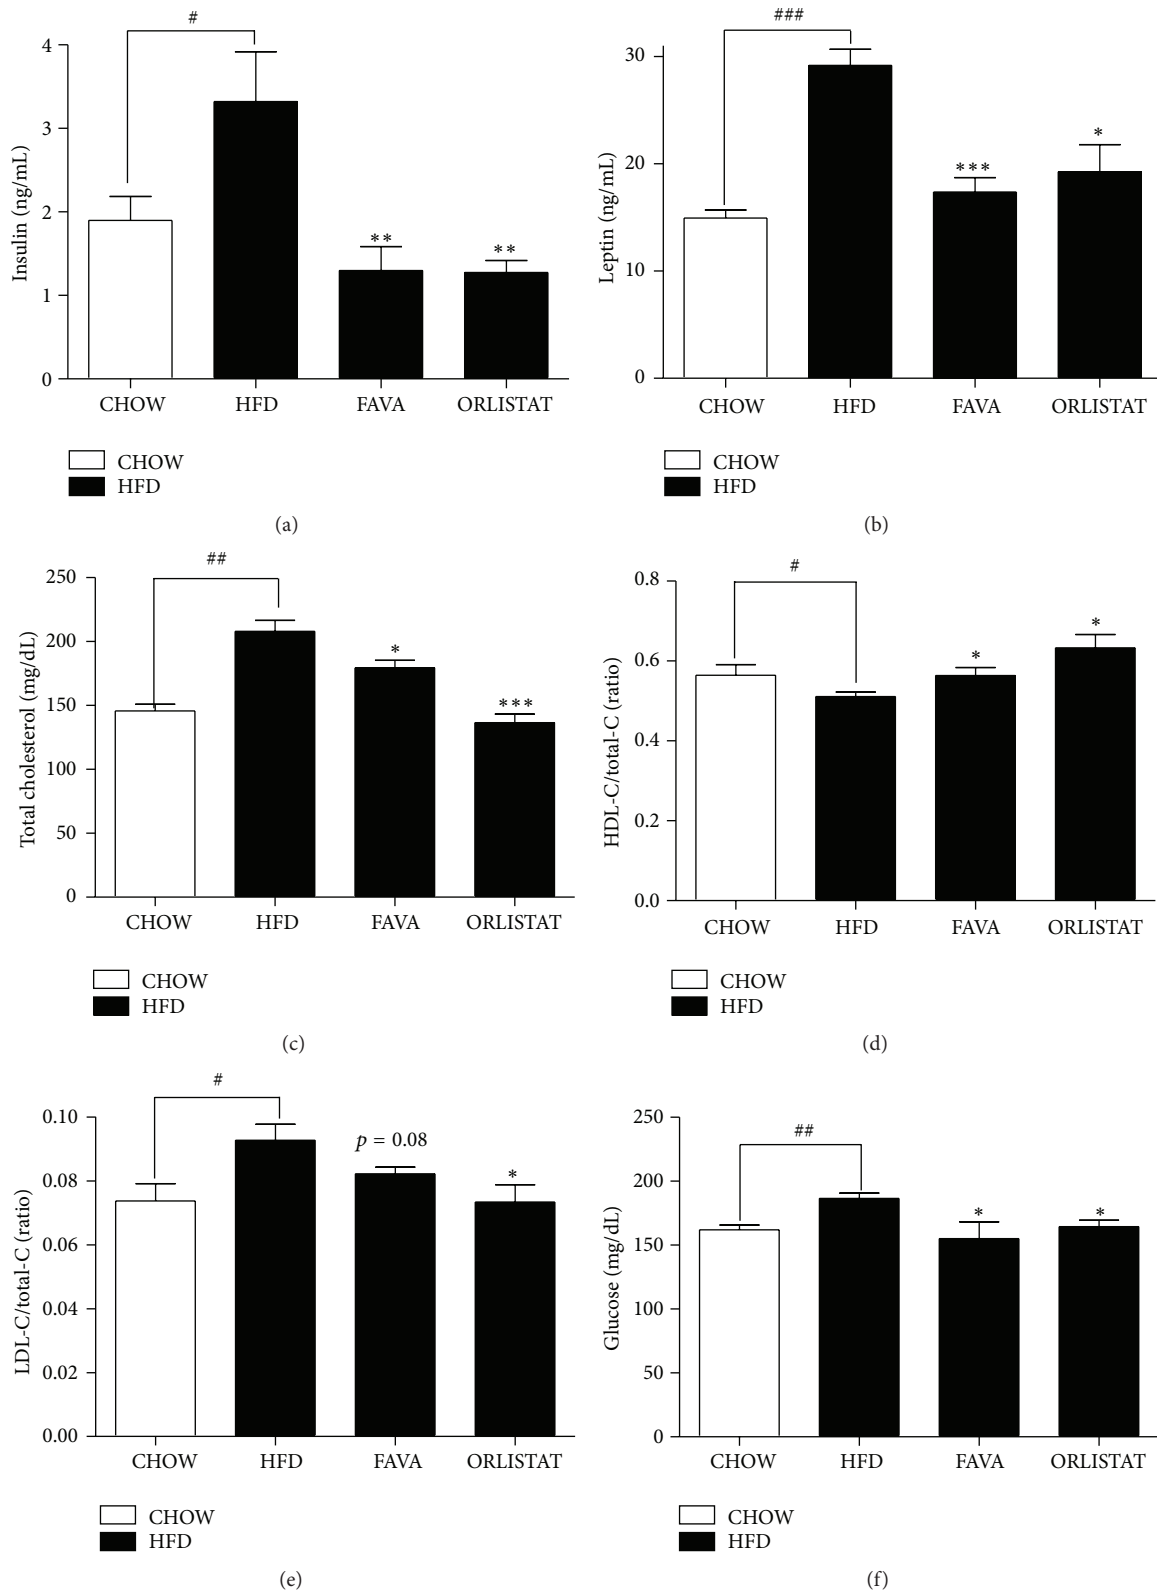 #
4
3
2
1
0
Insulin (ng/mL)
**
**
CHOW
HFD
FAVA
ORLISTAT
CHOW
HFD
(a)
###
30
20
10
0
Leptin (ng/mL)
***
*
CHOW
HFD
FAVA
ORLISTAT
CHOW
HFD
(b)
##
250
200
150
100
50
0
Total cholesterol (mg/dL)
*
***
CHOW
HFD
FAVA
ORLISTAT
CHOW
HFD
(c)
#
0.8
0.6
0.4
0.2
0.0
HDL-C/total-C (ratio)
*
*
CHOW
HFD
FAVA
ORLISTAT
CHOW
HFD
(d)
#
0.10
0.08
0.06
0.04
0.02
0.00
LDL-C/total-C (ratio)
p = 0.08
*
CHOW
HFD
FAVA
ORLISTAT
CHOW
HFD
(e)
##
250
200
150
100
50
0
Glucose (mg/dL)
*
*
CHOW
HFD
FAVA
ORLISTAT
CHOW
HFD
(f)